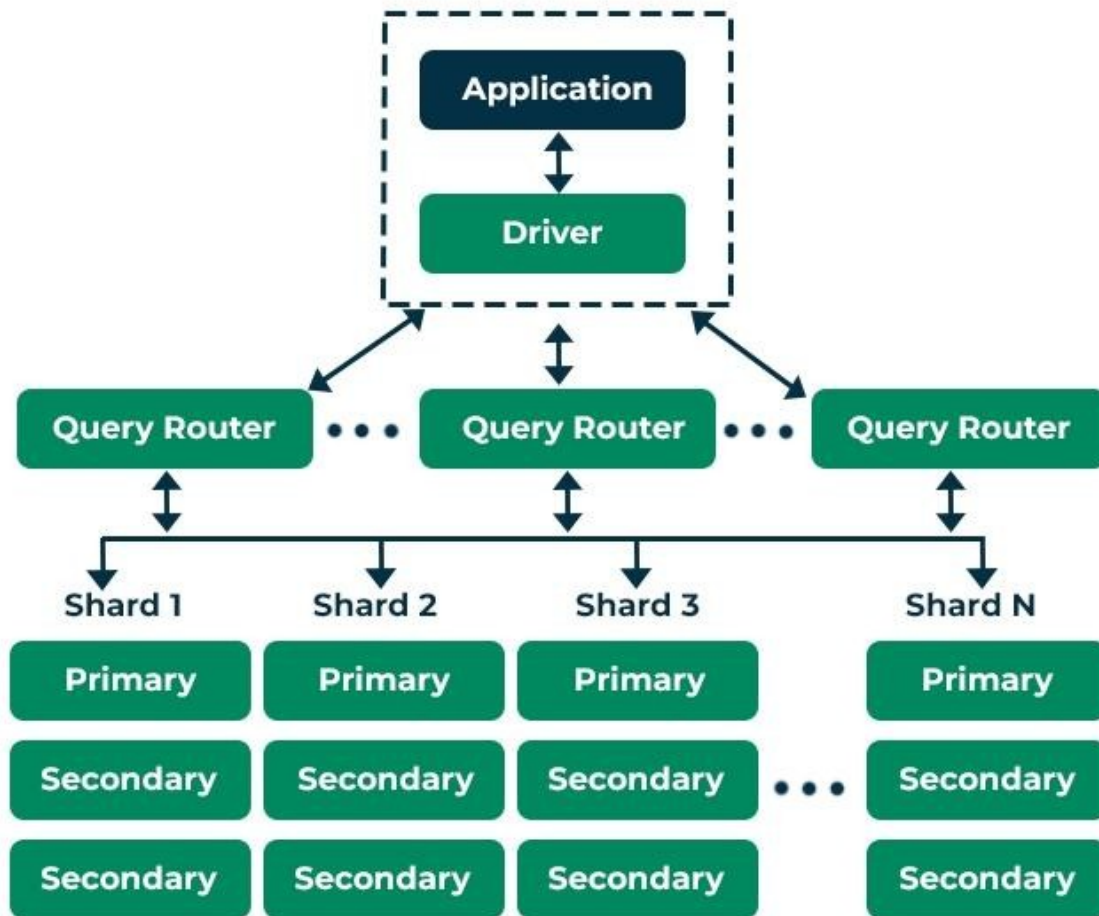 Application
Driver
Query Router
Query Router
Query Router
Shard 1
Shard 2
Shard 3
Shard N
Primary
Primary
Primary
Primary
Secondary
Secondary
Secondary
Secondary
Secondary
Secondary
Secondary
Secondary